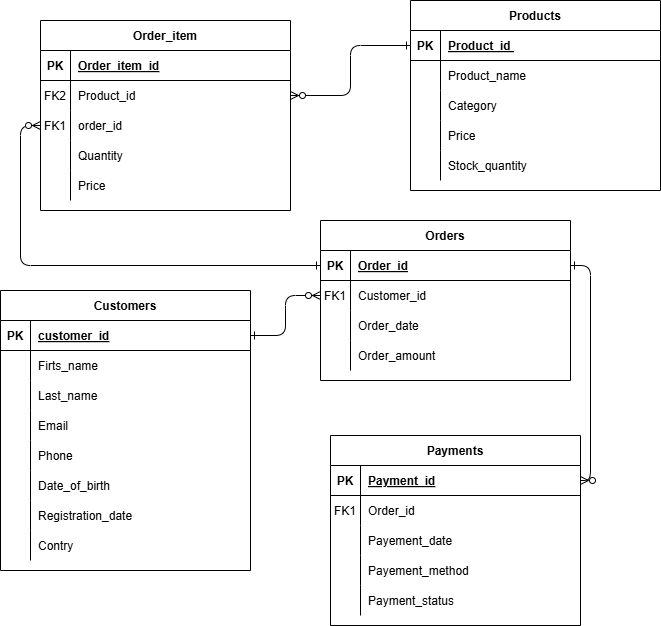 Order_item
PK Order_item_id
FK2 Product_id
FK1 order_id
Quantity
Price
Products
PK Product_id
Product_name
Category
Price
Stock_quantity
Orders
PK Order_id
FK1 Customer_id
Order_date
Order_amount
Customers
PK customer_id
Firts_name
Last_name
Email
Phone
Date_of_birth
Registration_date
Contry
Payments
PK Payment_id
FK1 Order_id
Payement_date
Payement_method
Payment_status